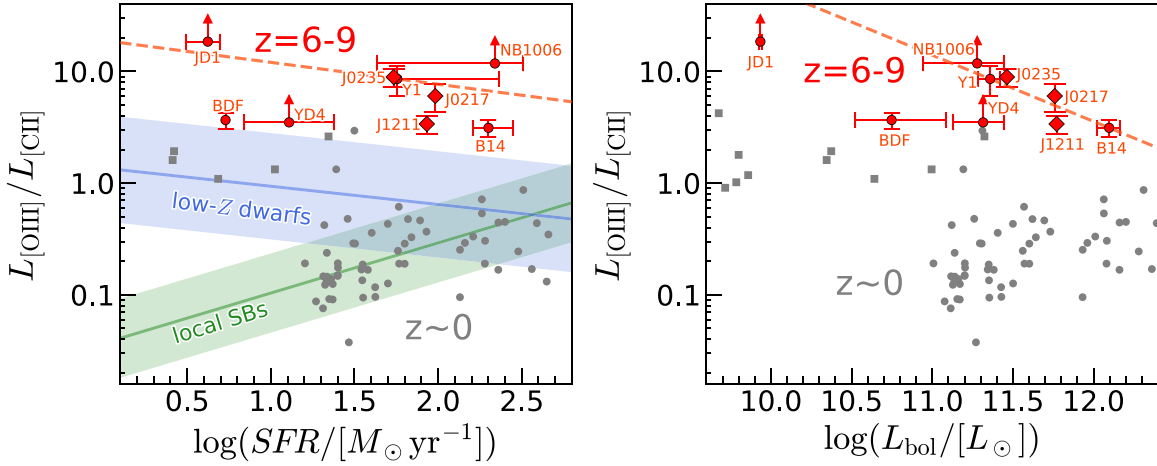 L[OIII]/L[CII]
10.0
1.0
0.1
z=6-9
JD1
NB1006
J0235
Y1
J0217
BDF
YD4
J1211
B14
low-Z dwarfs
local SBs
z~0
0.5 1.0 1.5 2.0 2.5
log(SFR/[M⊙ yr⁻¹])
L[OIII]/L[CII]
10.0
1.0
0.1
JD1
z=6-9
NB1006
J0235
Y1
J0217
BDF
YD4
J1211
B14
z~0
10.0 10.5 11.0 11.5 12.0
log(Lbol/[L⊙])